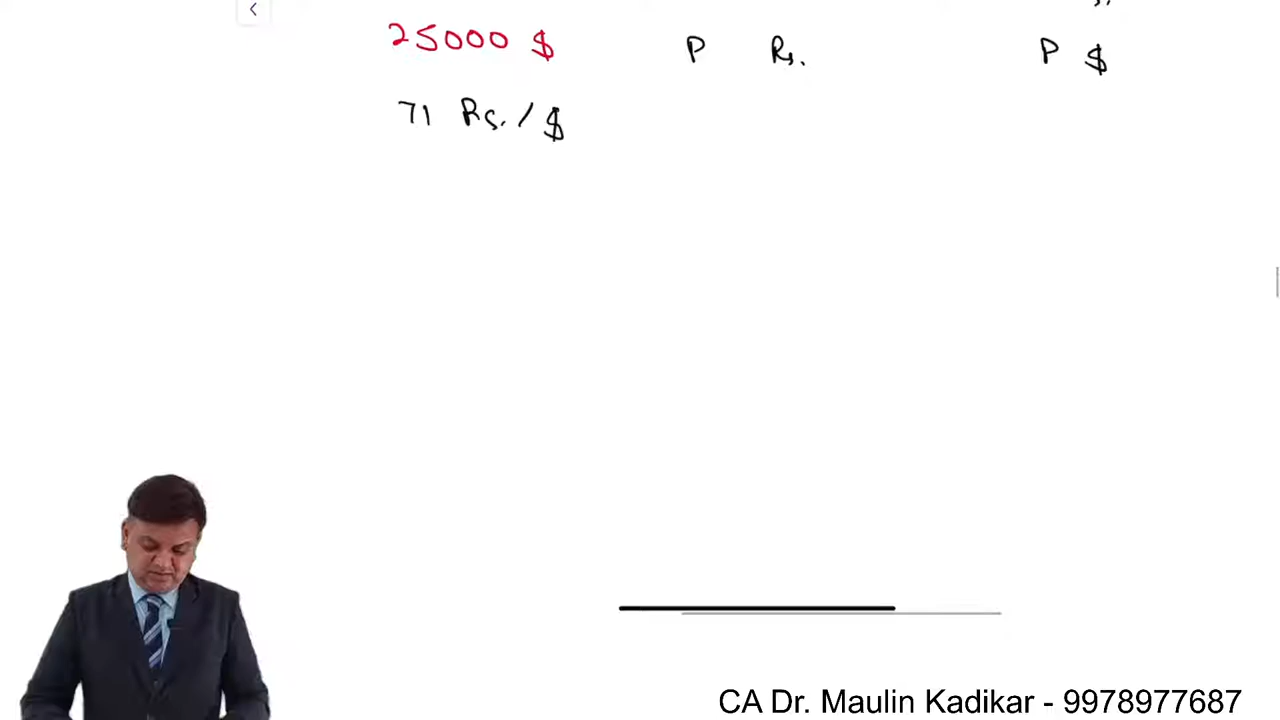 25000 $ P Rs. P $
71 Rs. / $
CA Dr. Maulin Kadikar - 9978977687